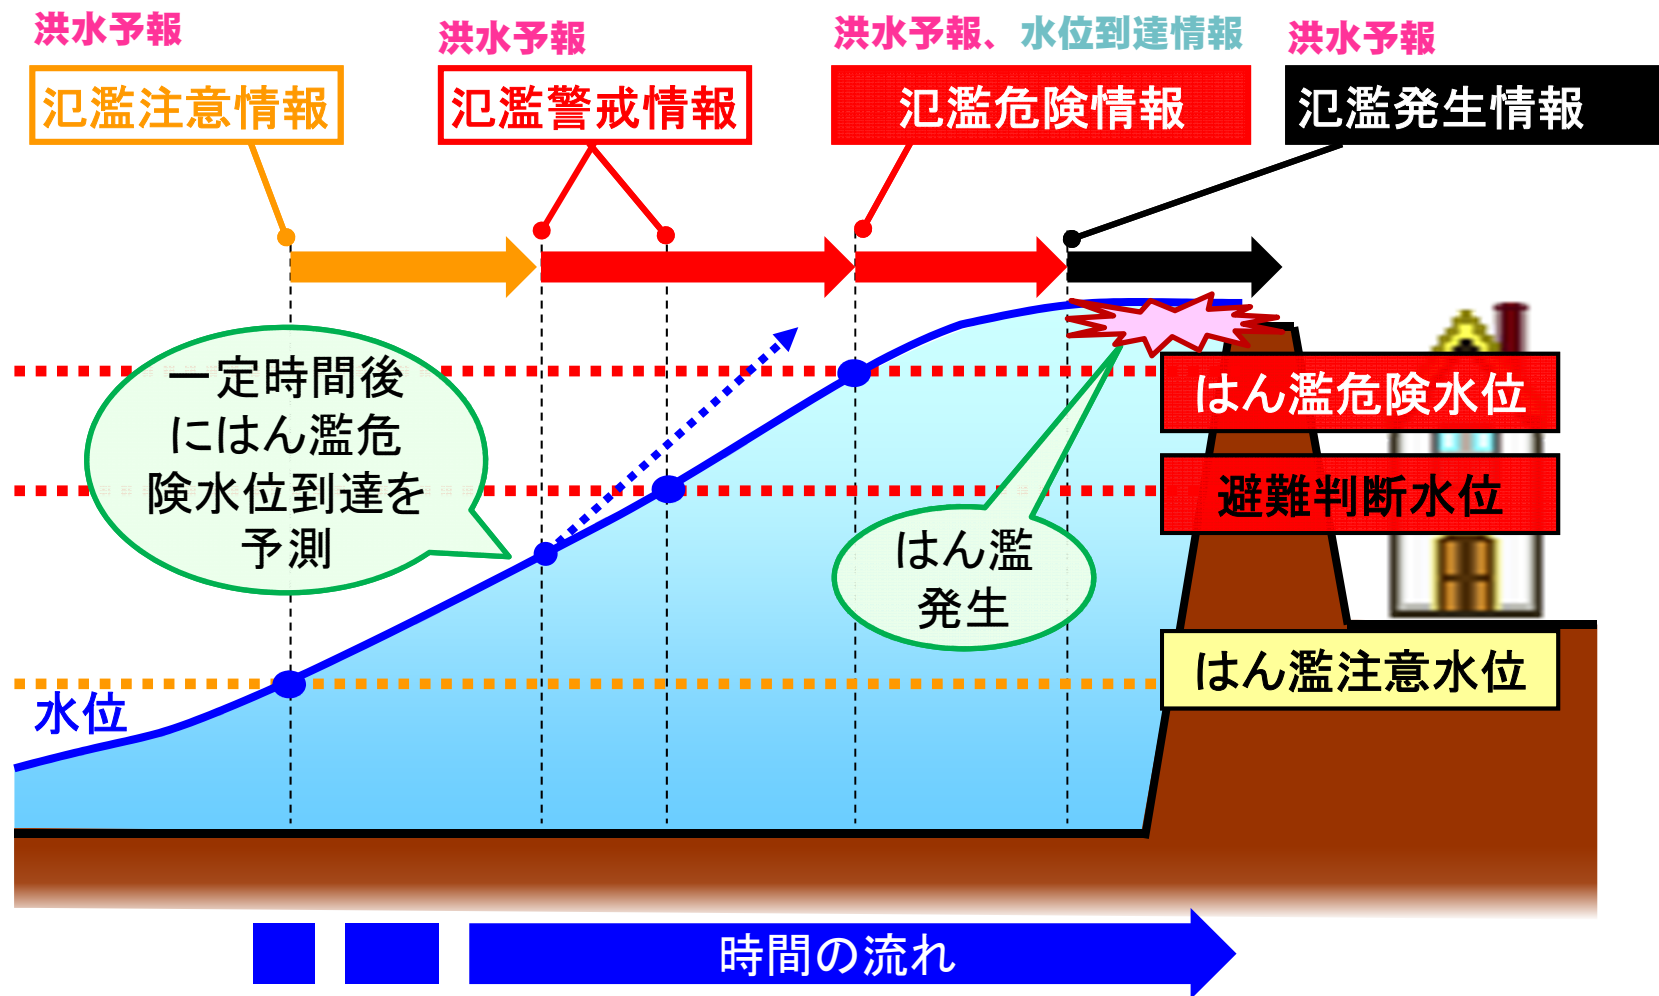 洪水予報
洪水予報
洪水予報、水位到達情報
洪水予報
氾濫注意情報
氾濫警戒情報
氾濫危険情報
氾濫発生情報
一定時間後
にはん濫危
険水位到達を
予測
はん濫危険水位
避難判断水位
はん濫
発生
はん濫注意水位
水位
時間の流れ